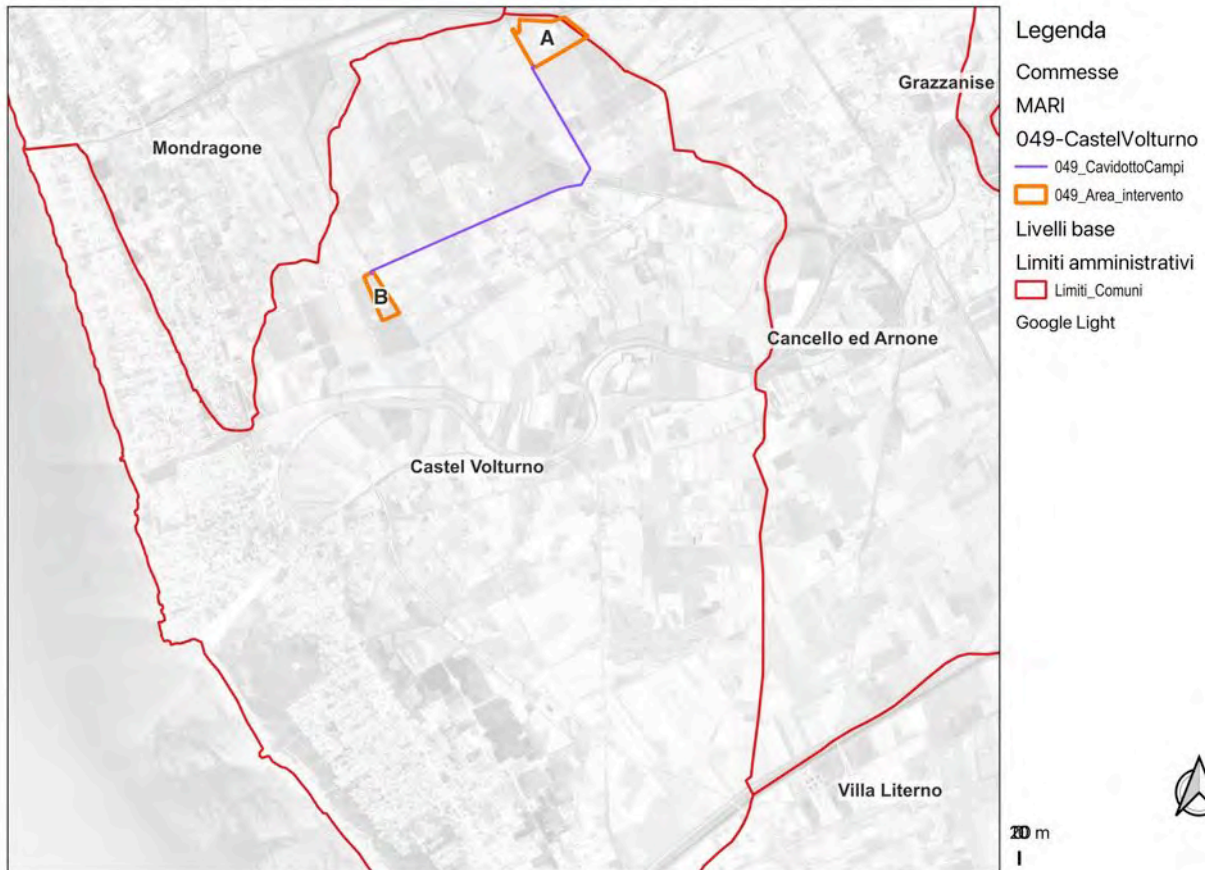 A
Mondragone
Grazzanise
B
Cancello ed Arnone
Castel Volturno
Villa Literno
Legenda
Commesse
MARI
049-CastelVolturno
049_CavidottoCampi
049_Area_intervento
Livelli base
Limiti amministrativi
Limiti_Comuni
Google Light